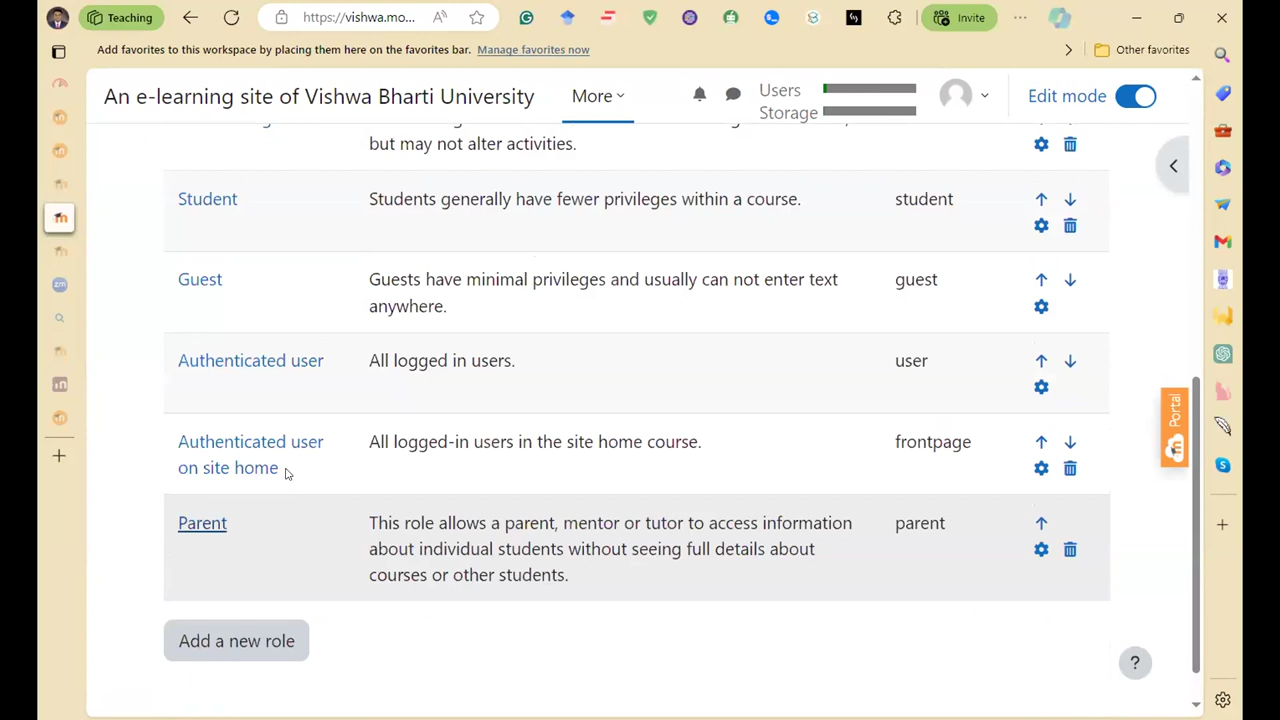 Teaching
https://vishwa.mo...
Invite
Add favorites to this workspace by placing them here on the favorites bar. Manage favorites now
Other favorites
An e-learning site of Vishwa Bharti University
More
Users
Storage
Edit mode
but may not alter activities.
Student
Students generally have fewer privileges within a course.
student
Guest
Guests have minimal privileges and usually can not enter text
anywhere.
guest
Authenticated user
All logged in users.
user
Authenticated user
on site home
All logged-in users in the site home course.
frontpage
Parent
This role allows a parent, mentor or tutor to access information
about individual students without seeing full details about
courses or other students.
parent
Add a new role
Portal
zm
?